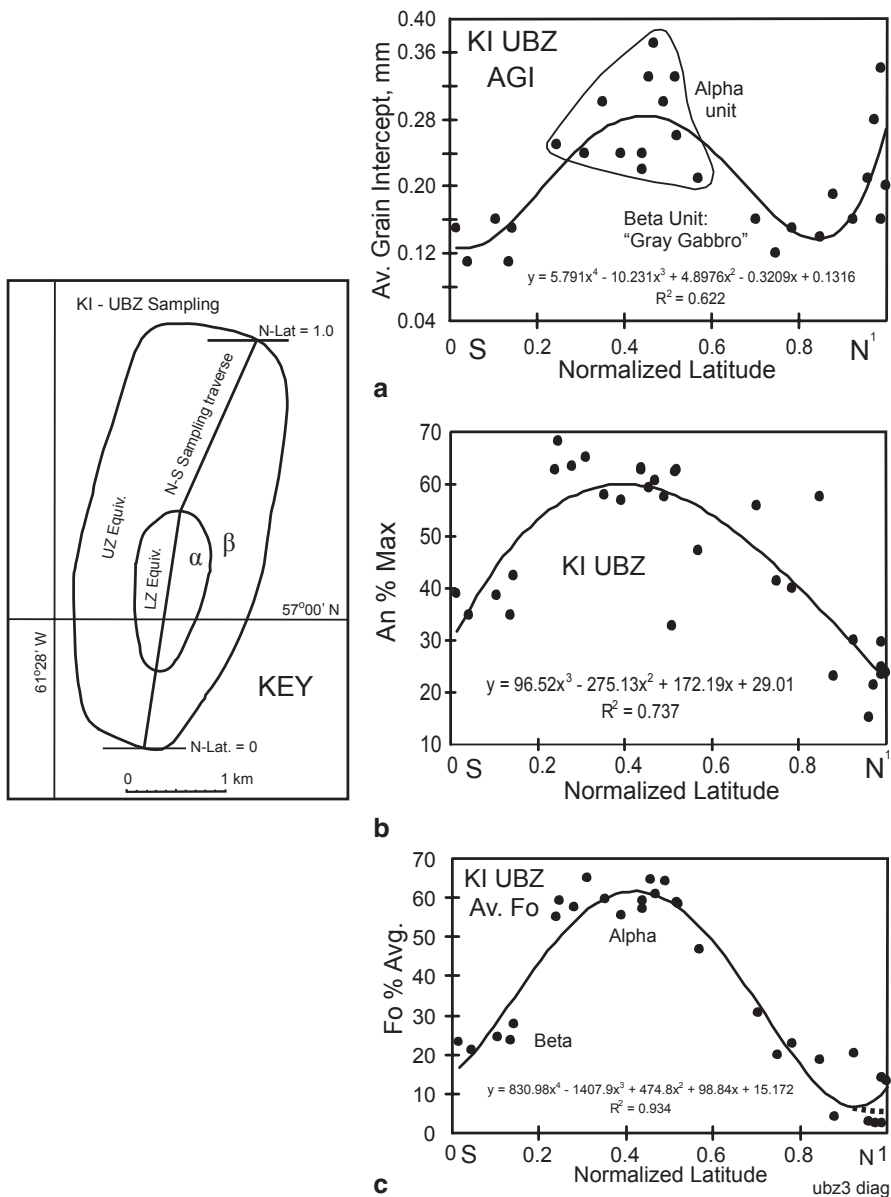 KI - UBZ Sampling
N-Lat = 1.0
N-S Sampling traverse
UZ Equiv.
LZ Equiv.
α
β
57°00' N
61°28' W
KEY
N-Lat. = 0
0 1 km
KI UBZ
AGI
Av. Grain Intercept, mm
0.40
0.36
0.28
0.20
0.12
0.04
Alpha
unit
Beta Unit:
“Gray Gabbro”
y = 5.791x⁴ - 10.231x³ + 4.8976x² - 0.3209x + 0.1316
R² = 0.622
0 S 0.2 0.4 0.6 0.8 N 1
Normalized Latitude
a
An % Max
70
60
50
40
30
20
10
KI UBZ
y = 96.52x³ - 275.13x² + 172.19x + 29.01
R² = 0.737
0 S 0.2 0.4 0.6 0.8 N 1
Normalized Latitude
b
KI UBZ
Av. Fo
Fo % Avg.
70
60
50
40
30
20
10
0
Alpha
Beta
y = 830.98x⁴ - 1407.9x³ + 474.8x² + 98.84x + 15.172
R² = 0.934
0 S 0.2 0.4 0.6 0.8 N 1
Normalized Latitude
ubz3 diag
c